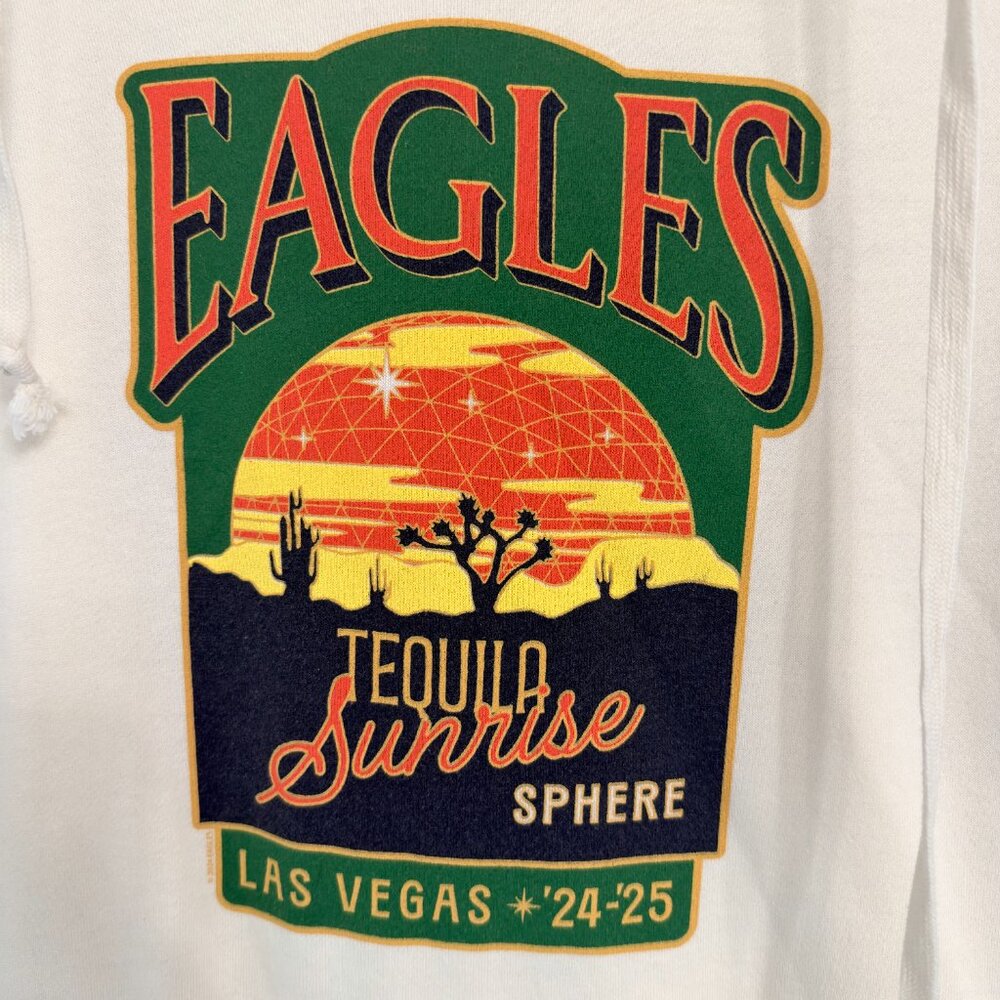 EAGLES
TEQUILA
Sunrise
SPHERE
LAS VEGAS '24-'25